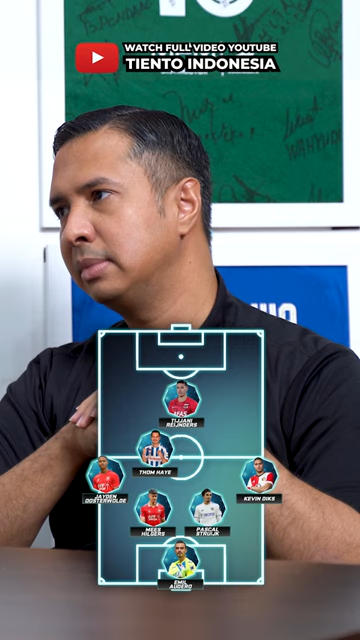 WATCH FULL VIDEO YOUTUBE
TIENTO INDONESIA
TIJJANI
REIJNDERS
THOM HAYE
JAYDEN
OOSTERWOLDE
KEVIN DIKS
MEES
HILGERS
PASCAL
STRUIJK
EMIL
AUDERO